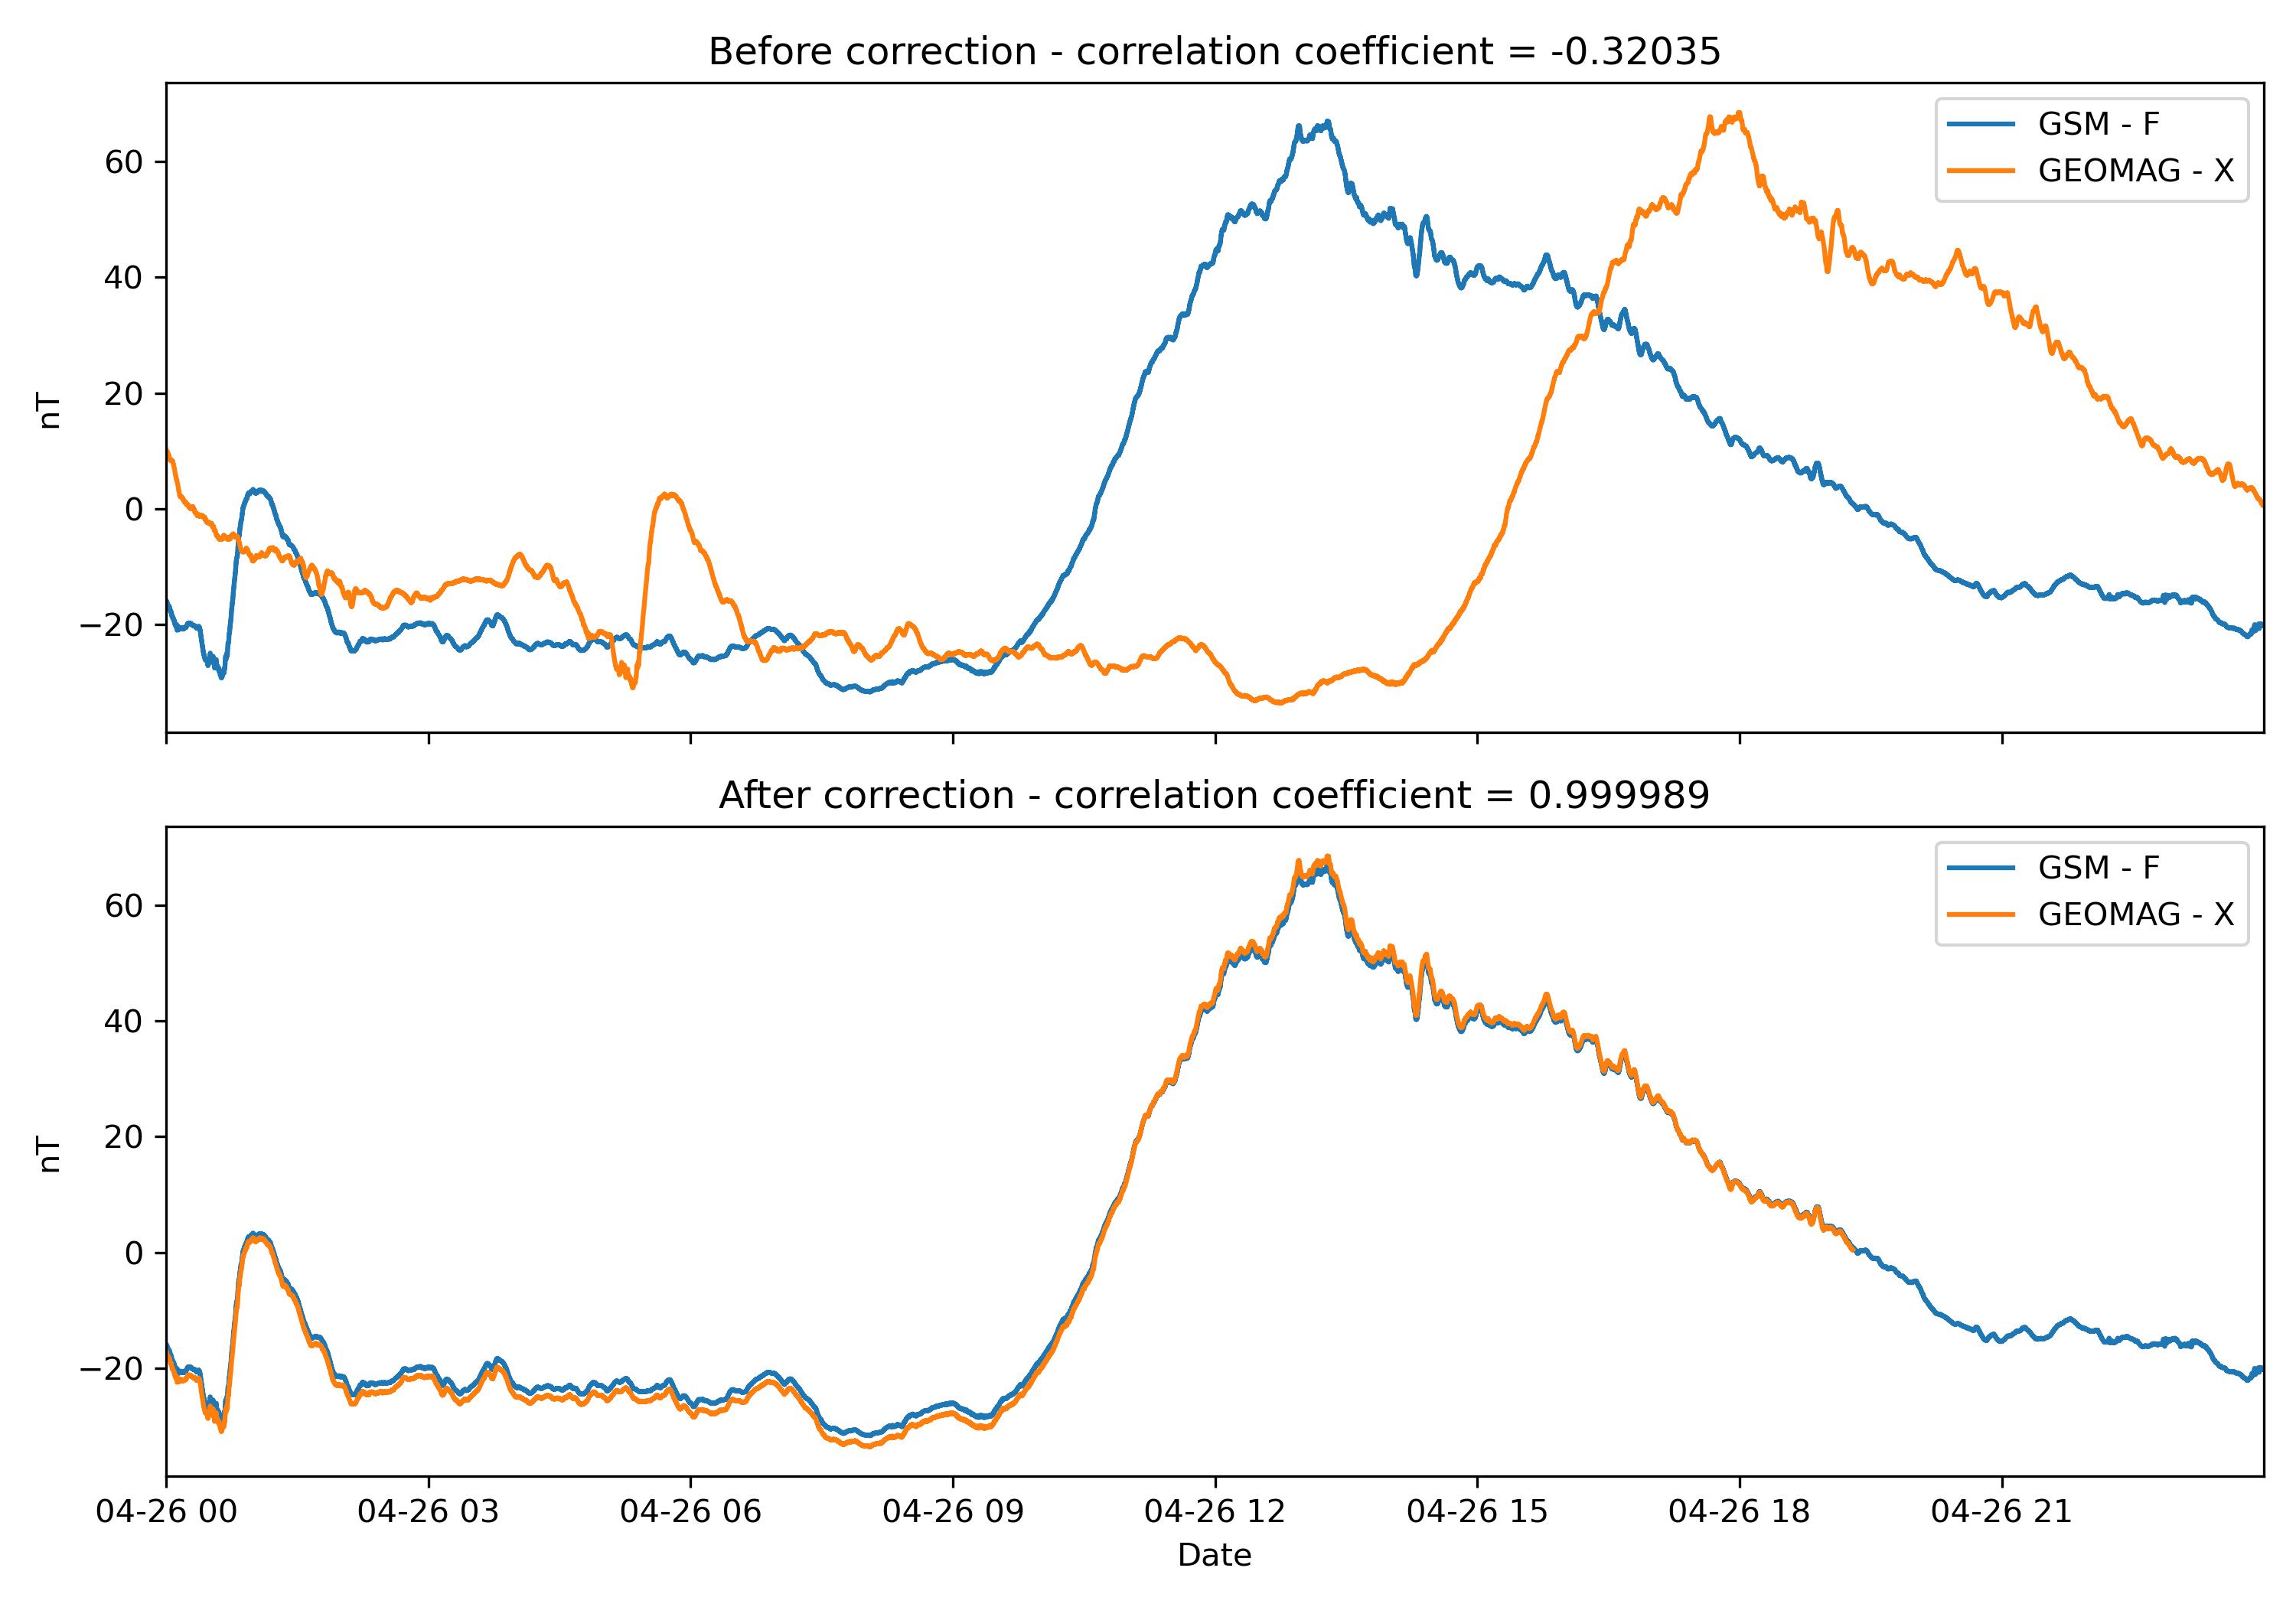 Before correction - correlation coefficient = -0.32035
GSM - F
GEOMAG - X
60
40
20
0
−20
nT
After correction - correlation coefficient = 0.999989
GSM - F
GEOMAG - X
60
40
20
0
−20
nT
04-26 00 04-26 03 04-26 06 04-26 09 04-26 12 04-26 15 04-26 18 04-26 21
Date